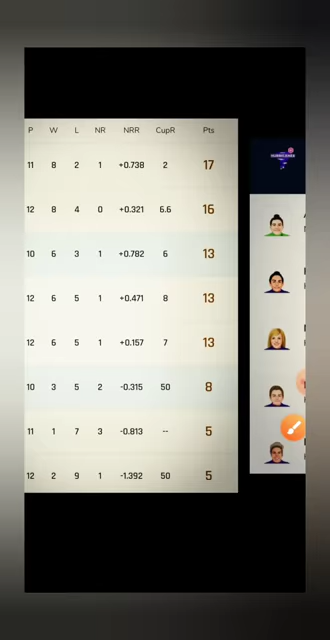 P W L NR NRR CupR Pts
11 8 2 1 +0.738 2 17
12 8 4 0 +0.321 6.6 16
10 6 3 1 +0.782 6 13
12 6 5 1 +0.471 8 13
12 6 5 1 +0.157 7 13
10 3 5 2 -0.315 50 8
11 1 7 3 -0.813 -- 5
12 2 9 1 -1.392 50 5